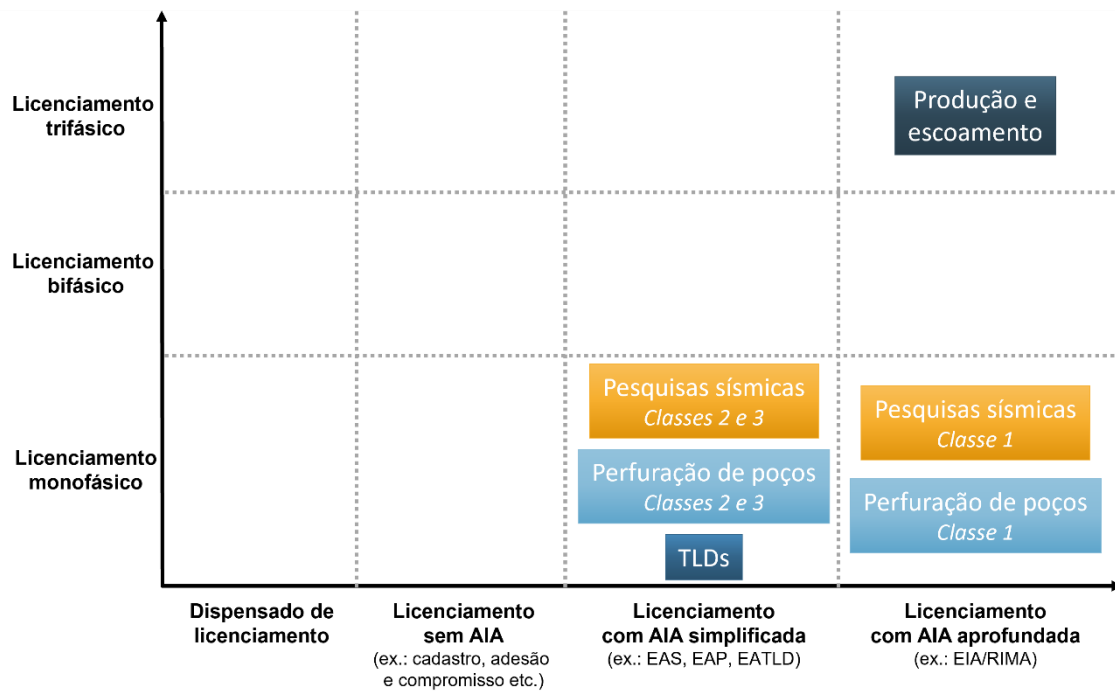 Licenciamento
trifásico
Produção e
escoamento
Licenciamento
bifásico
Licenciamento
monofásico
Pesquisas sísmicas
Classes 2 e 3
Pesquisas sísmicas
Classe 1
Perfuração de poços
Classes 2 e 3
Perfuração de poços
Classe 1
TLDs
Dispensado de
licenciamento
Licenciamento
sem AIA
(ex.: cadastro, adesão
e compromisso etc.)
Licenciamento
com AIA simplificada
(ex.: EAS, EAP, EATLD)
Licenciamento
com AIA aprofundada
(ex.: EIA/RIMA)